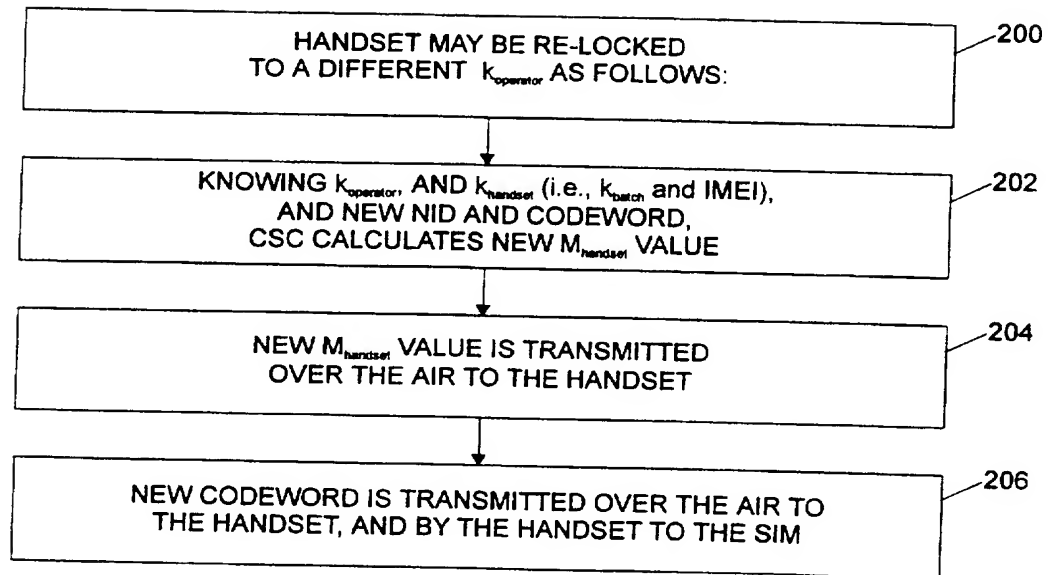 HANDSET MAY BE RE-LOCKED
TO A DIFFERENT k_operator AS FOLLOWS:
200
KNOWING k_operator, AND k_handset (i.e., k_batch and IMEI),
AND NEW NID AND CODEWORD,
CSC CALCULATES NEW M_handset VALUE
202
NEW M_handset VALUE IS TRANSMITTED
OVER THE AIR TO THE HANDSET
204
NEW CODEWORD IS TRANSMITTED OVER THE AIR TO
THE HANDSET, AND BY THE HANDSET TO THE SIM
206